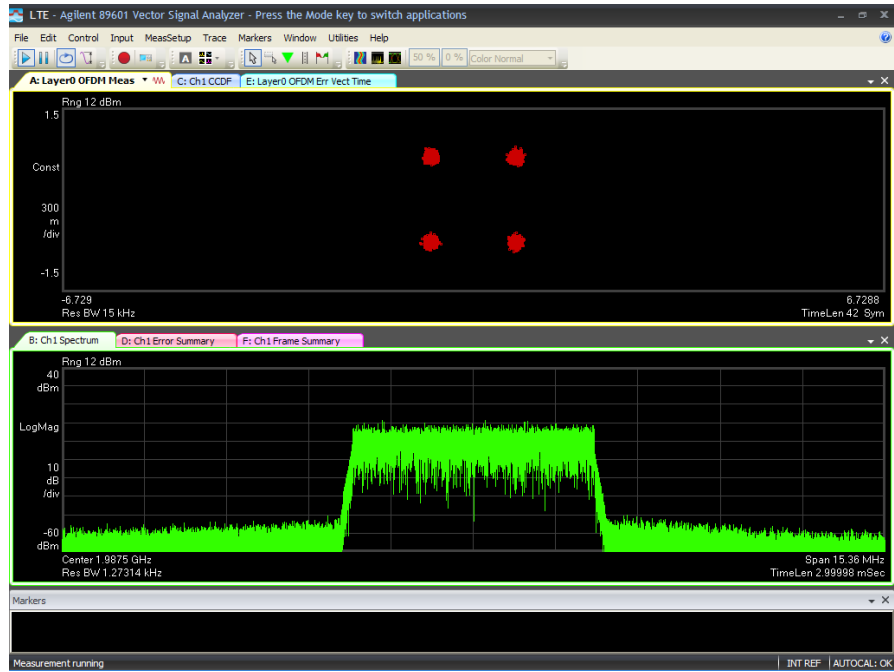 LTE - Agilent 89601 Vector Signal Analyzer - Press the Mode key to switch applications
File Edit Control Input MeasSetup Trace Markers Window Utilities Help
A 50 % 0 % Color Normal
A: Layer0 OFDM Meas C: Ch1 CCDF E: Layer0 OFDM Err Vect Time
Rng 12 dBm
1.5
Const
300
m
/div
-1.5
-6.729 6.7288
Res BW 15 kHz TimeLen 42 Sym
B: Ch1 Spectrum D: Ch1 Error Summary F: Ch1 Frame Summary
Rng 12 dBm
40
dBm
LogMag
10
dB
/div
-60
dBm
Center 1.9875 GHz Span 15.36 MHz
Res BW 1.27314 kHz TimeLen 2.99998 mSec
Markers
Measurement running INT REF AUTOCAL: OK